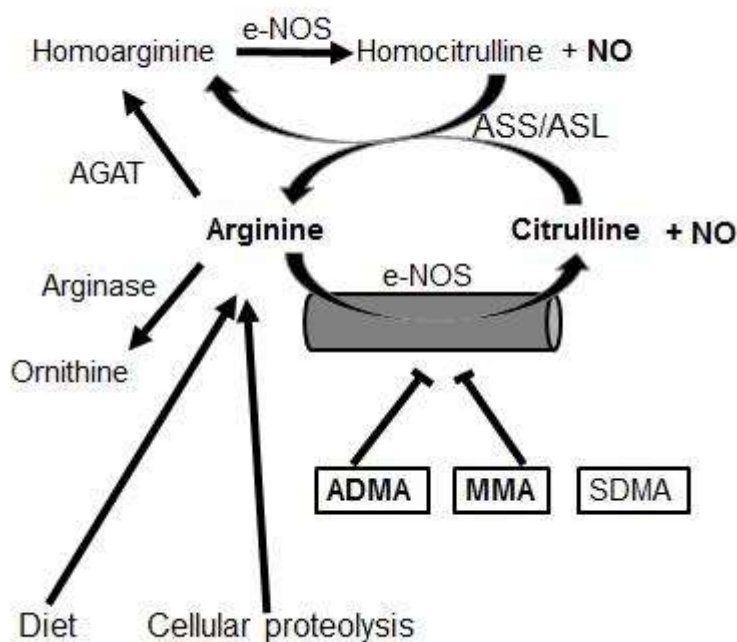 e-NOS
Homoarginine Homocitrulline + NO
ASS/ASL
AGAT
Arginine Citrulline + NO
Arginase e-NOS
Ornithine
ADMA MMA SDMA
Diet Cellular proteolysis